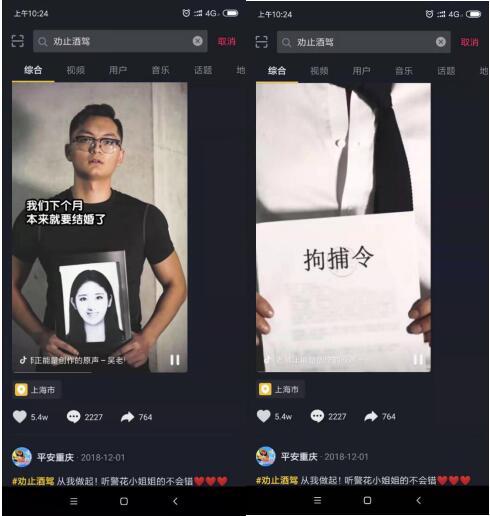 上午10:24
4G
劝止酒驾
取消
综合 视频 用户 音乐 话题 地
我们下个月
本来就要结婚了
正能量创作的原声 – 吴老
上海市
5.4w 2227 764
平安重庆 · 2018-12-01
#劝止酒驾 从我做起！听警花小姐姐的不会错
上午10:24
4G
劝止酒驾
取消
综合 视频 用户 音乐 话题 地
拘捕令
创作的
上海市
5.4w 2227 764
平安重庆 · 2018-12-01
#劝止酒驾 从我做起！听警花小姐姐的不会错